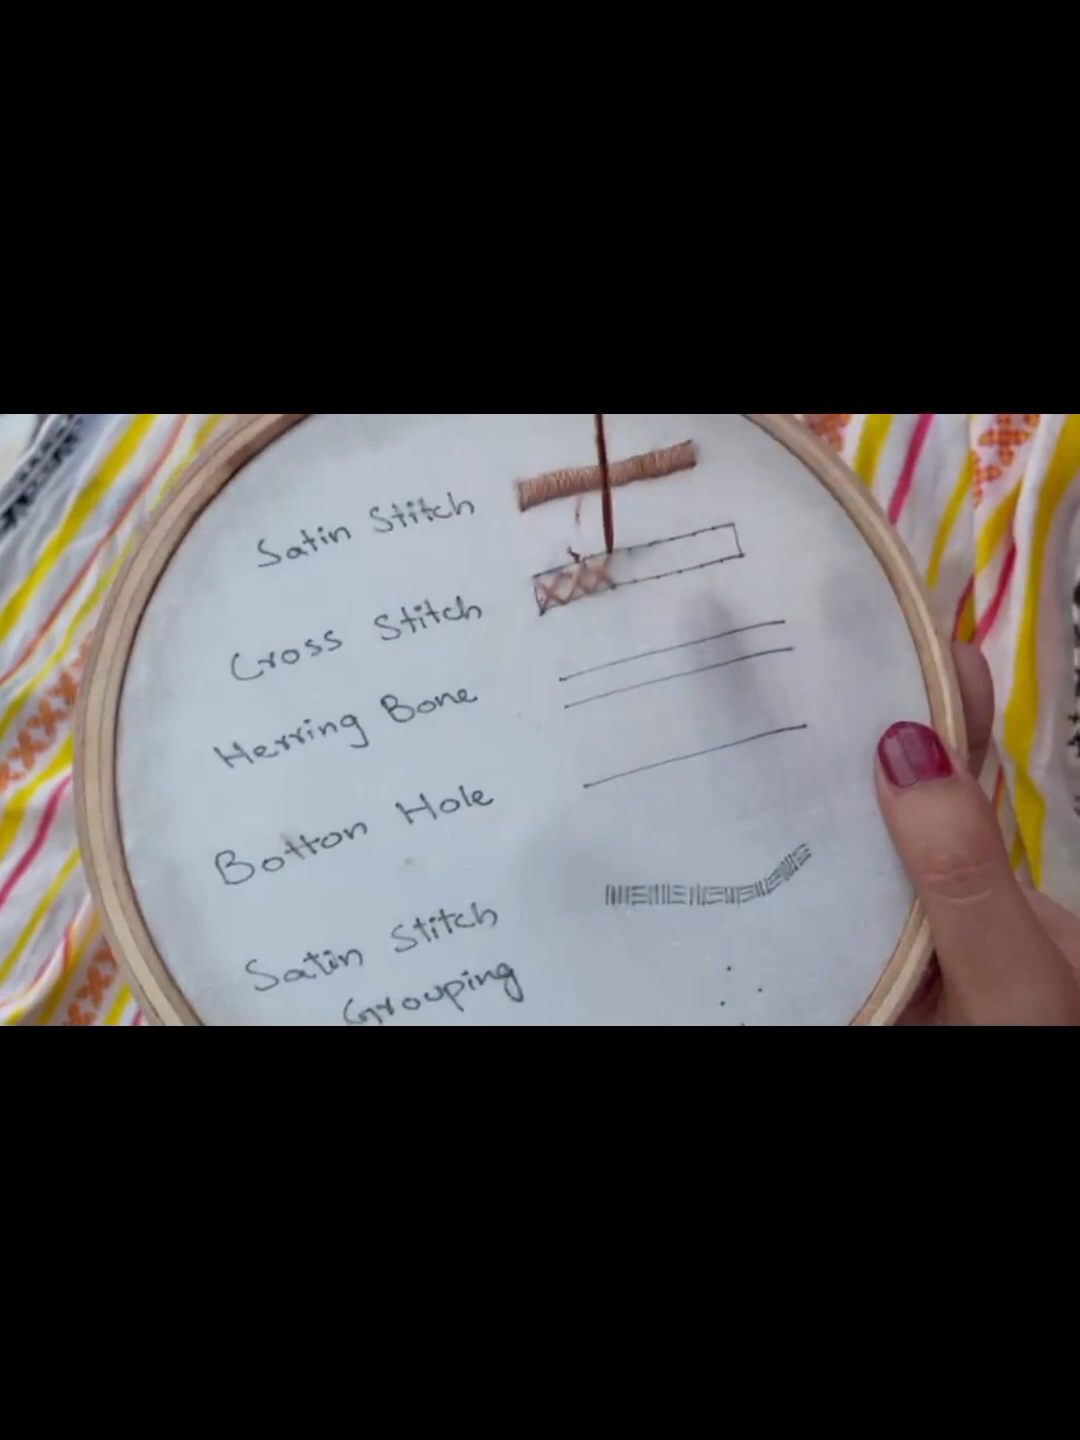 Satin Stitch
Cross Stitch
Herring Bone
Botton Hole
Satin Stitch
Grouping